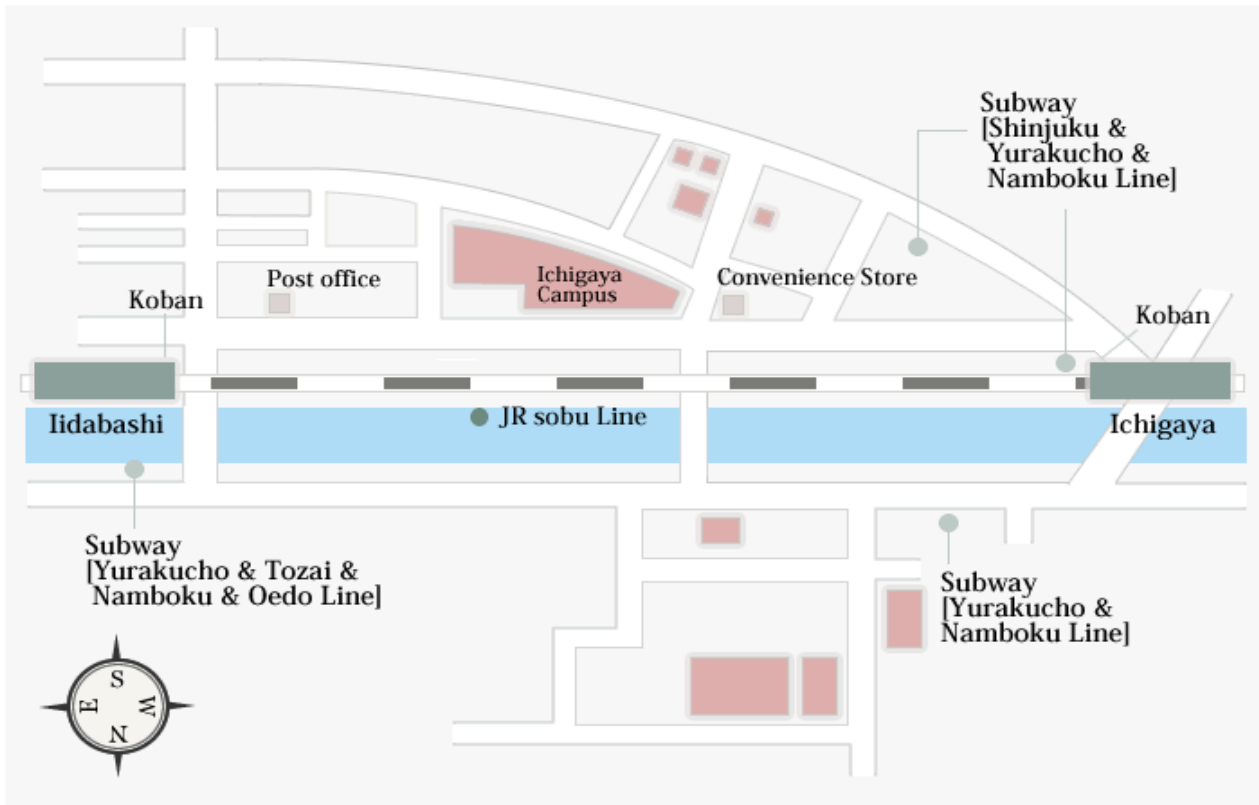 Subway
[Shinjuku &
Yurakucho &
Namboku Line]
Post office
Ichigaya
Campus
Convenience Store
Koban
Koban
Iidabashi
JR sobu Line
Ichigaya
Subway
[Yurakucho & Tozai &
Namboku & Oedo Line]
Subway
[Yurakucho &
Namboku Line]
S
E
W
N